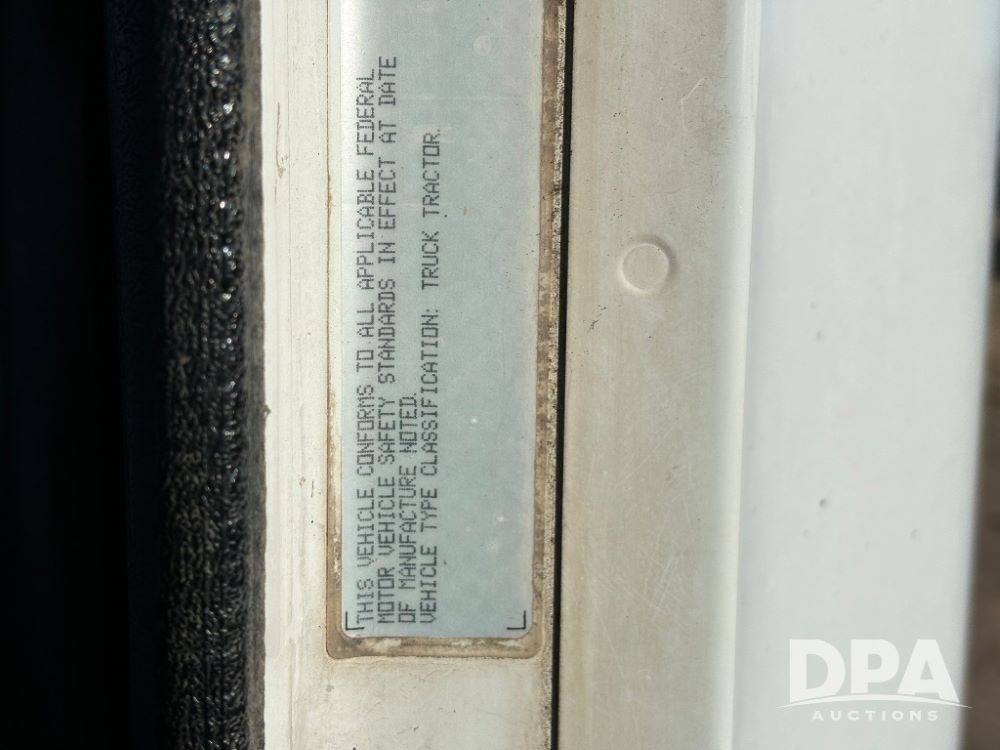 THIS VEHICLE CONFORMS TO ALL APPLICABLE FEDERAL
MOTOR VEHICLE SAFETY STANDARDS IN EFFECT AT DATE
OF MANUFACTURE NOTED.
VEHICLE TYPE CLASSIFICATION: TRUCK TRACTOR.
DPA
AUCTIONS